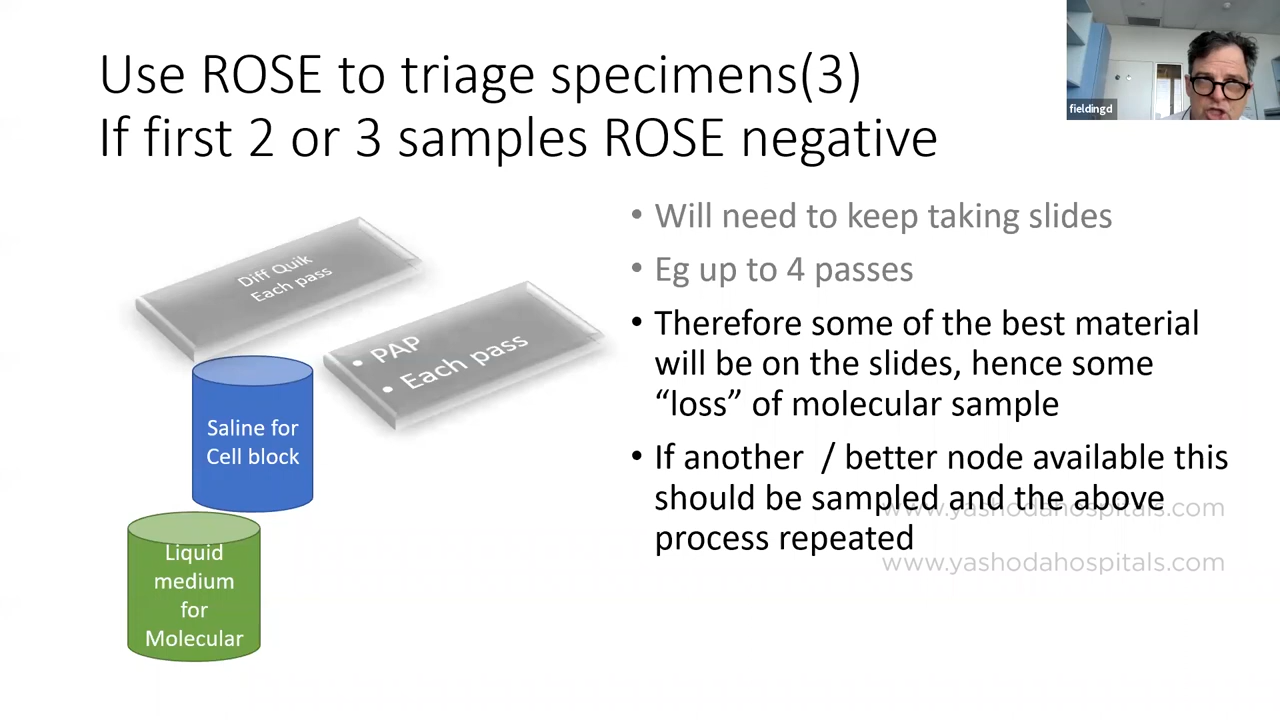 Use ROSE to triage specimens(3)
If first 2 or 3 samples ROSE negative
fieldingd
• Will need to keep taking slides
• Eg up to 4 passes
• Therefore some of the best material
will be on the slides, hence some
“loss” of molecular sample
• If another / better node available this
should be sampled and the above
process repeated
Diff Quik
Each pass
• PAP
• Each pass
Saline for
Cell block
Liquid
medium
for
Molecular
www.yashodahospitals.com
www.yashodahospitals.com